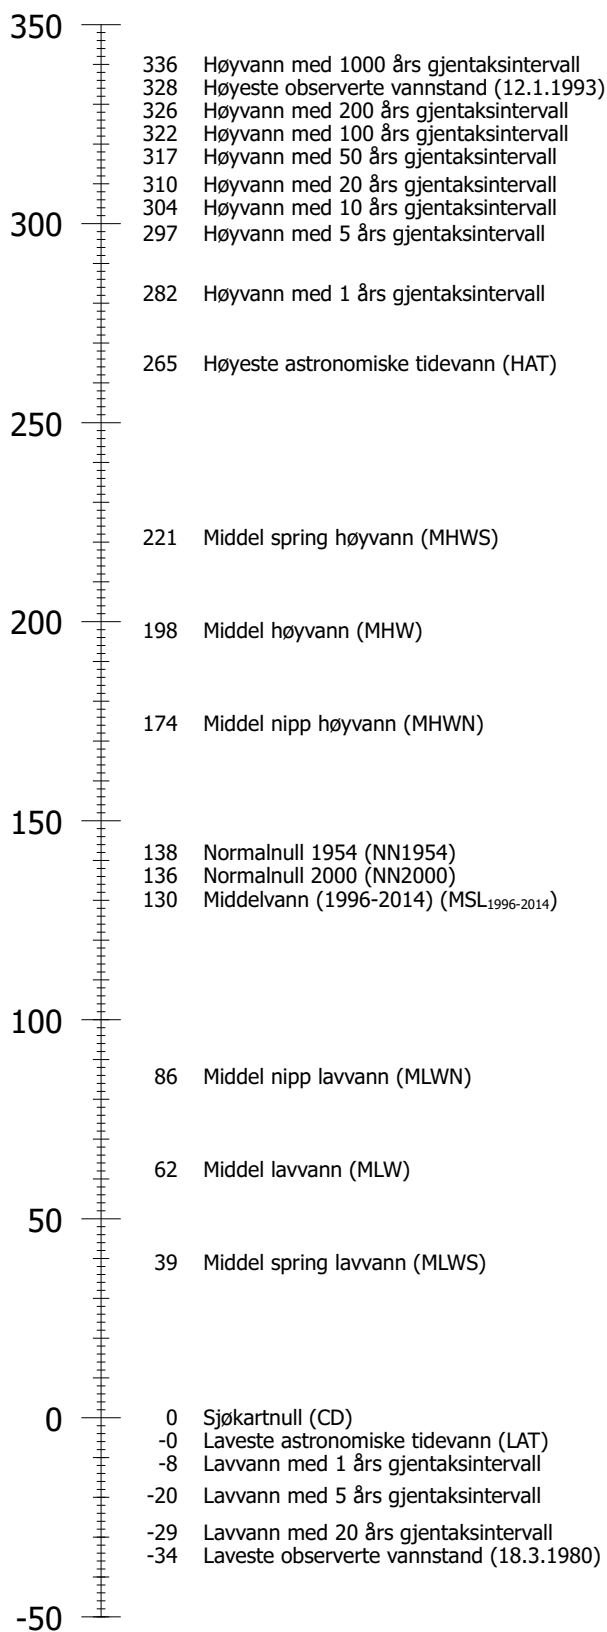 350
336 Høyvann med 1000 års gjentaksintervall
328 Høyeste observerte vannstand (12.1.1993)
326 Høyvann med 200 års gjentaksintervall
322 Høyvann med 100 års gjentaksintervall
317 Høyvann med 50 års gjentaksintervall
310 Høyvann med 20 års gjentaksintervall
304 Høyvann med 10 års gjentaksintervall
300
297 Høyvann med 5 års gjentaksintervall
282 Høyvann med 1 års gjentaksintervall
265 Høyeste astronomiske tidevann (HAT)
250
221 Middel spring høyvann (MHWS)
200
198 Middel høyvann (MHW)
174 Middel nipp høyvann (MHWN)
150
138 Normalnull 1954 (NN1954)
136 Normalnull 2000 (NN2000)
130 Middelvann (1996-2014) (MSL1996-2014)
100
86 Middel nipp lavvann (MLWN)
62 Middel lavvann (MLW)
50
39 Middel spring lavvann (MLWS)
0 0 Sjøkartnull (CD)
-0 Laveste astronomiske tidevann (LAT)
-8 Lavvann med 1 års gjentaksintervall
-20 Lavvann med 5 års gjentaksintervall
-29 Lavvann med 20 års gjentaksintervall
-34 Laveste observerte vannstand (18.3.1980)
-50